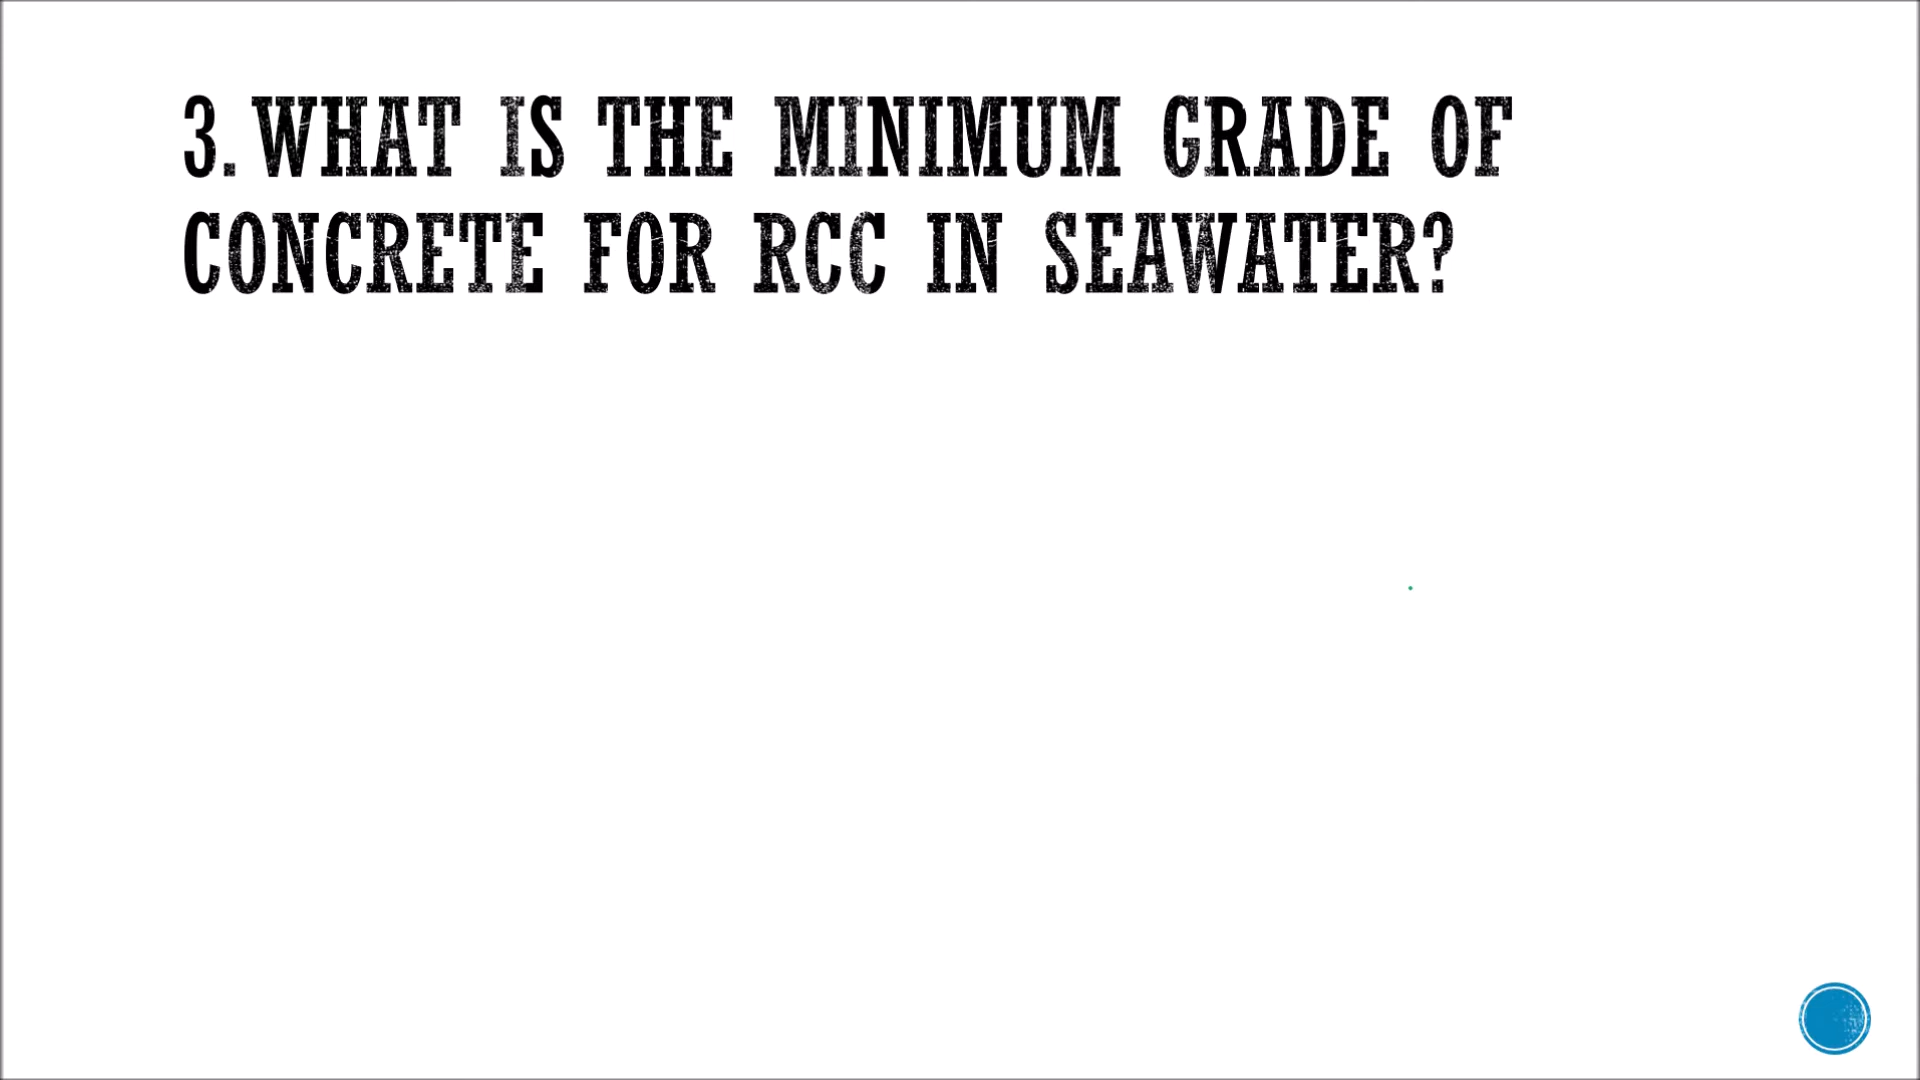 3. WHAT IS THE MINIMUM GRADE OF
CONCRETE FOR RCC IN SEAWATER?